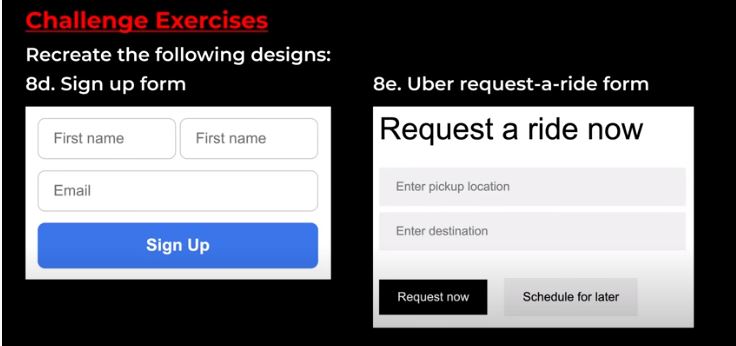 Challenge Exercises
Recreate the following designs:
8d. Sign up form
First name First name
Email
Sign Up
8e. Uber request-a-ride form
Request a ride now
Enter pickup location
Enter destination
Request now Schedule for later